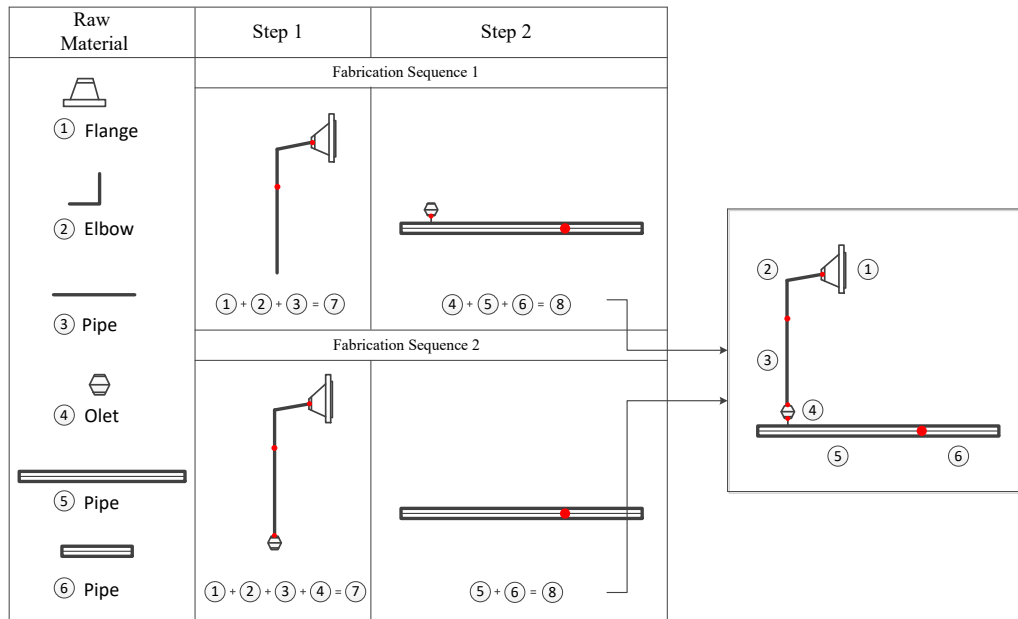 Raw
Material
Step 1
Step 2
Fabrication Sequence 1
1 Flange
2 Elbow
3 Pipe
4 Olet
5 Pipe
6 Pipe
1 + 2 + 3 = 7
4 + 5 + 6 = 8
Fabrication Sequence 2
1 + 2 + 3 + 4 = 7
5 + 6 = 8
2
1
3
4
5
6